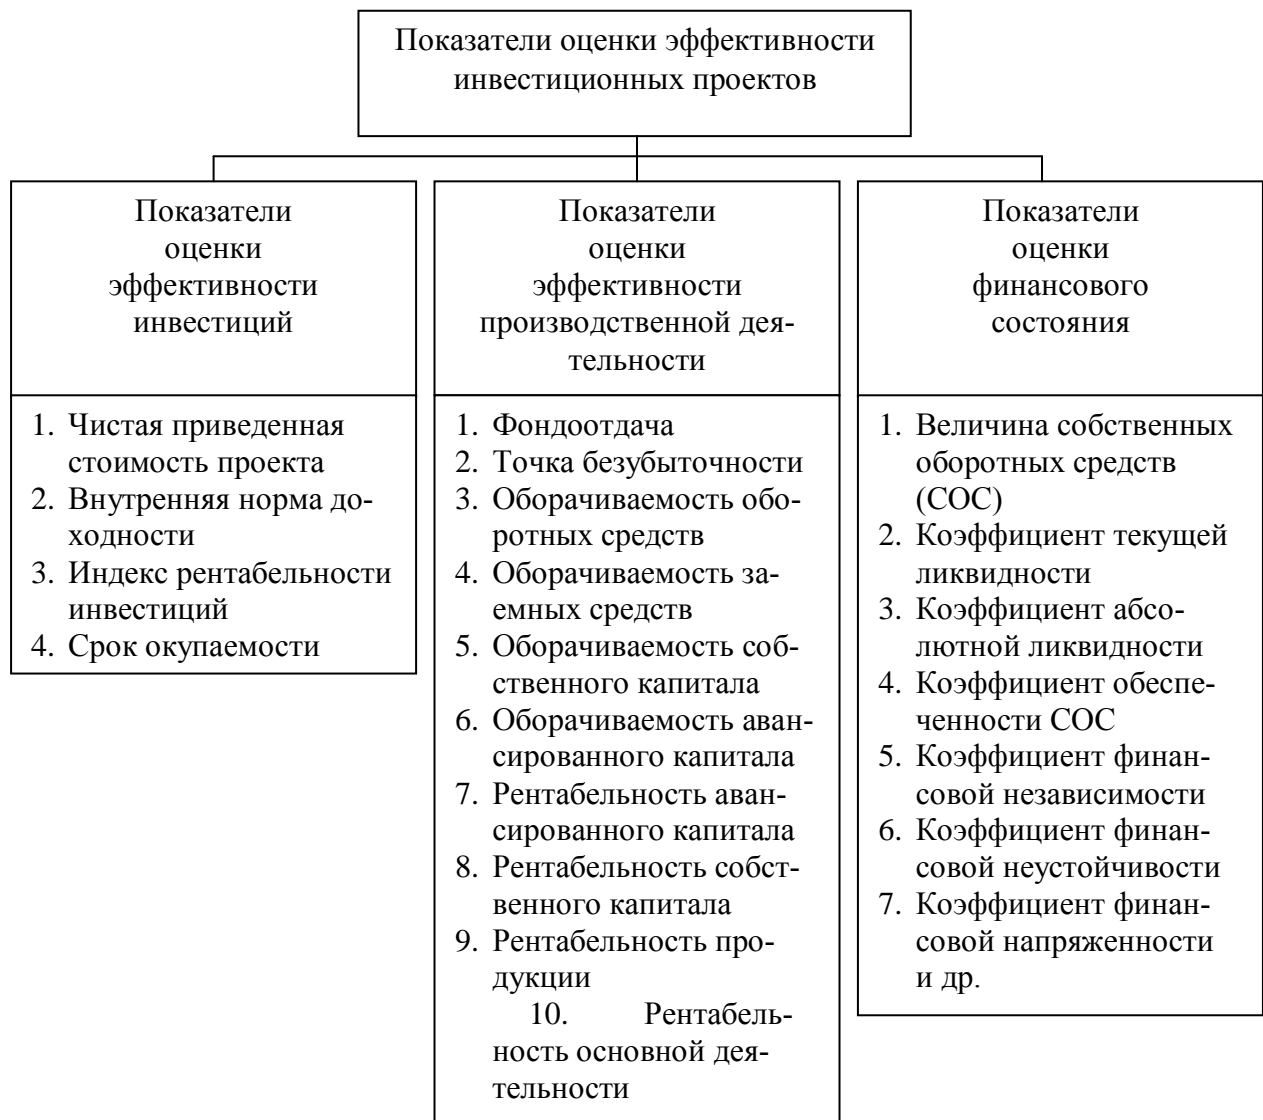 Показатели оценки эффективности
инвестиционных проектов
Показатели
оценки
эффективности
инвестиций
1. Чистая приведенная
стоимость проекта
2. Внутренняя норма до-
ходности
3. Индекс рентабельности
инвестиций
4. Срок окупаемости
Показатели
оценки
эффективности
производственной дея-
тельности
1. Фондоотдача
2. Точка безубыточности
3. Оборачиваемость обо-
ротных средств
4. Оборачиваемость за-
емных средств
5. Оборачиваемость соб-
ственного капитала
6. Оборачиваемость аван-
сированного капитала
7. Рентабельность аван-
сированного капитала
8. Рентабельность собст-
венного капитала
9. Рентабельность про-
дукции
10. Рентабель-
ность основной дея-
тельности
Показатели
оценки
финансового
состояния
1. Величина собственных
оборотных средств
(СОС)
2. Коэффициент текущей
ликвидности
3. Коэффициент абсо-
лютной ликвидности
4. Коэффициент обеспе-
ченности СОС
5. Коэффициент финан-
совой независимости
6. Коэффициент финан-
совой неустойчивости
7. Коэффициент финан-
совой напряженности
и др.